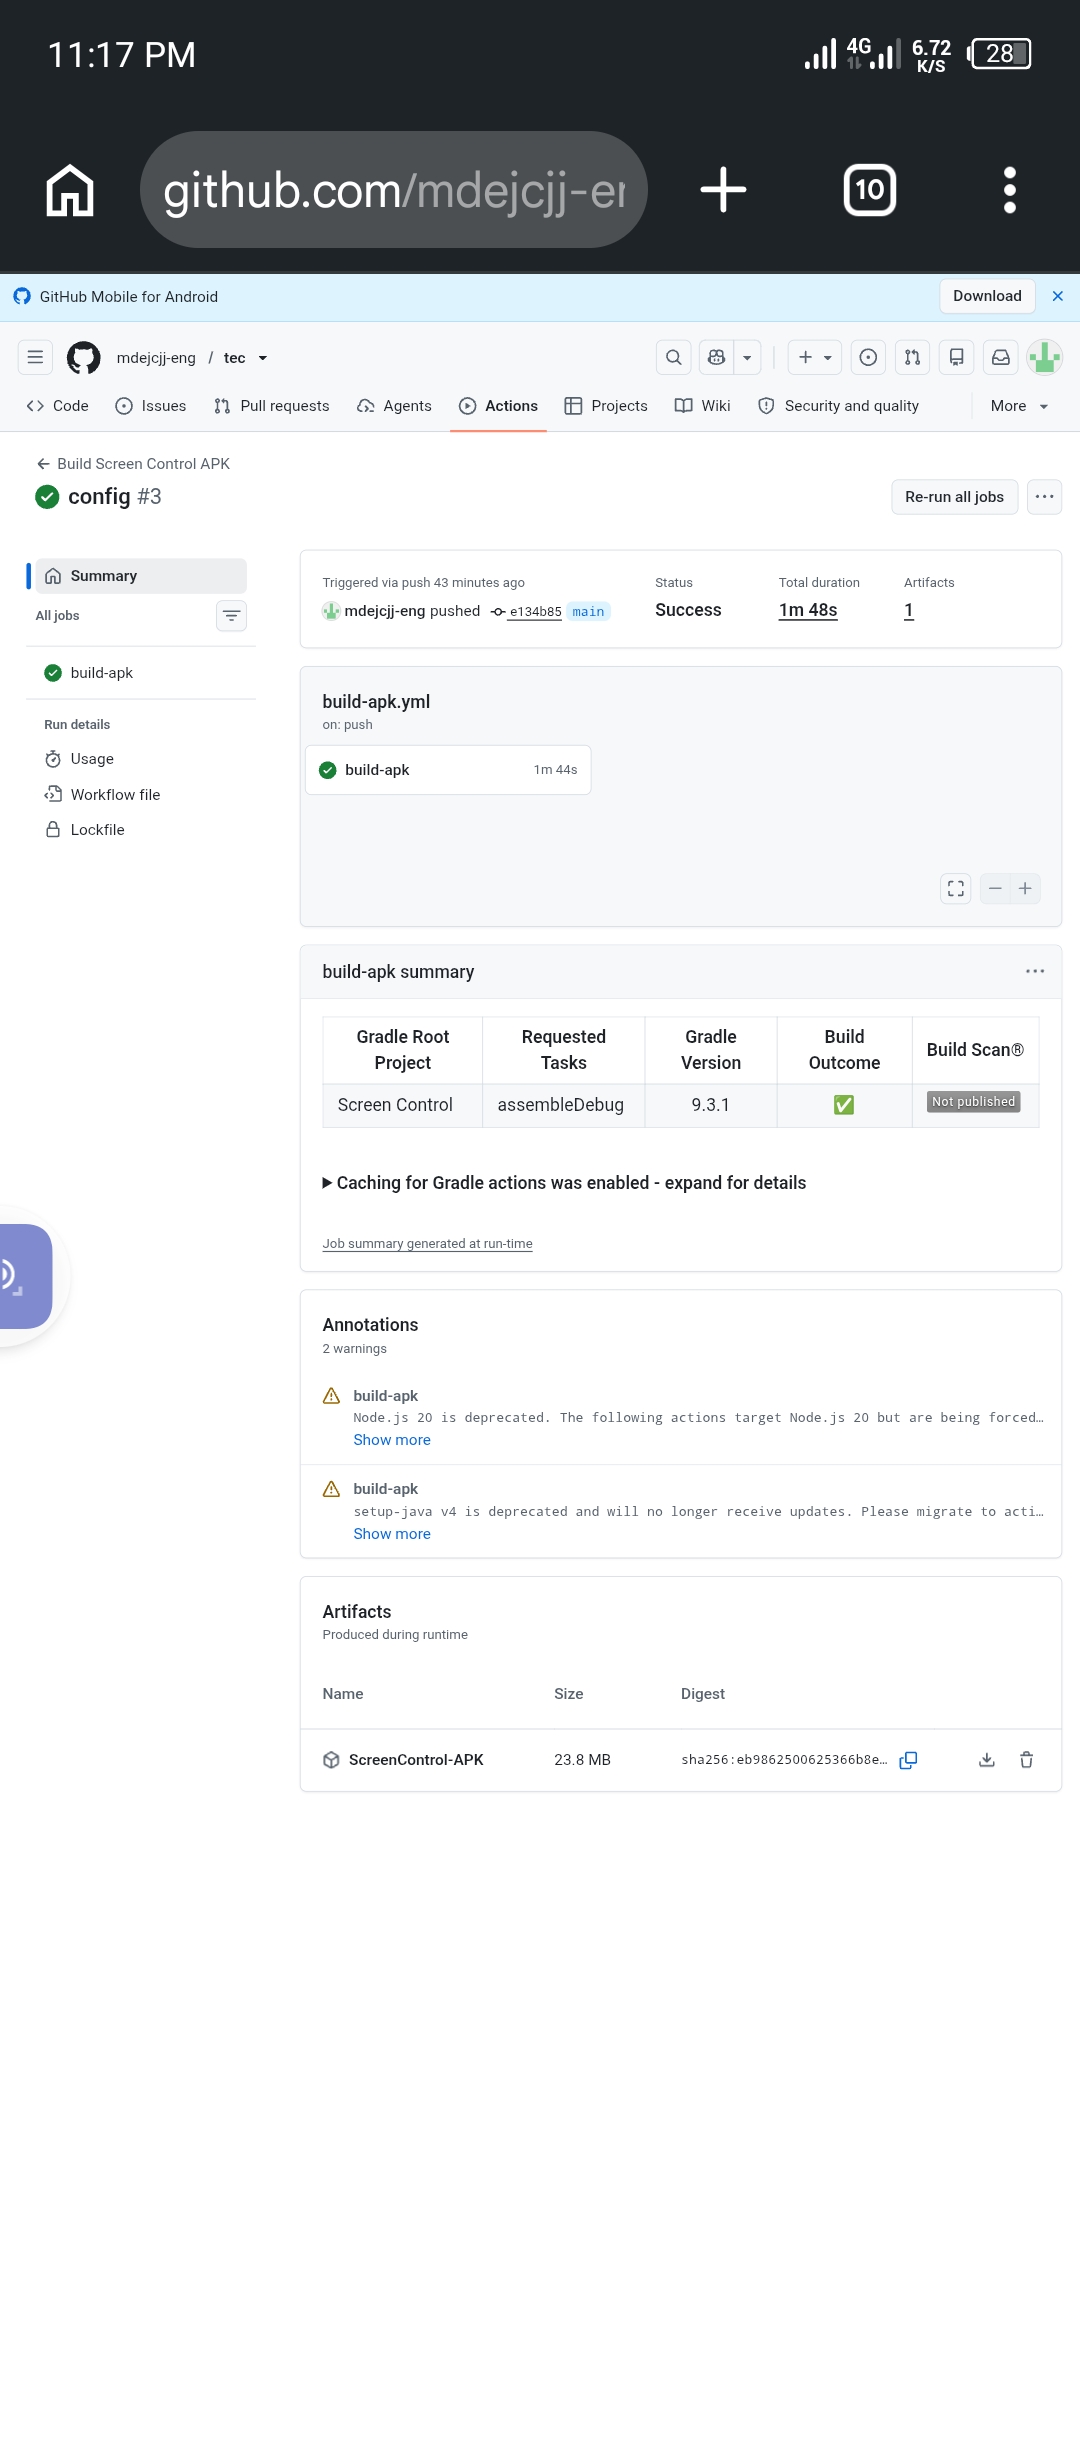 11:17 PM
4G
6.72
K/S
28
github.com/mdejcjj-er
10
GitHub Mobile for Android
Download
mdejcjj-eng / tec
Code
Issues
Pull requests
Agents
Actions
Projects
Wiki
Security and quality
More
Build Screen Control APK
config #3
Re-run all jobs
Summary
All jobs
build-apk
Run details
Usage
Workflow file
Lockfile
Triggered via push 43 minutes ago
mdejcjj-eng pushed e134b85 main
Status
Success
Total duration
1m 48s
Artifacts
1
build-apk.yml
on: push
build-apk 1m 44s
build-apk summary
Gradle Root Project
Requested Tasks
Gradle Version
Build Outcome
Build Scan®
Screen Control
assembleDebug
9.3.1
✅
Not published
Caching for Gradle actions was enabled - expand for details
Job summary generated at run-time
Annotations
2 warnings
build-apk
Node.js 20 is deprecated. The following actions target Node.js 20 but are being forced…
Show more
build-apk
setup-java v4 is deprecated and will no longer receive updates. Please migrate to acti…
Show more
Artifacts
Produced during runtime
Name Size Digest
ScreenControl-APK 23.8 MB sha256:eb9862500625366b8e…